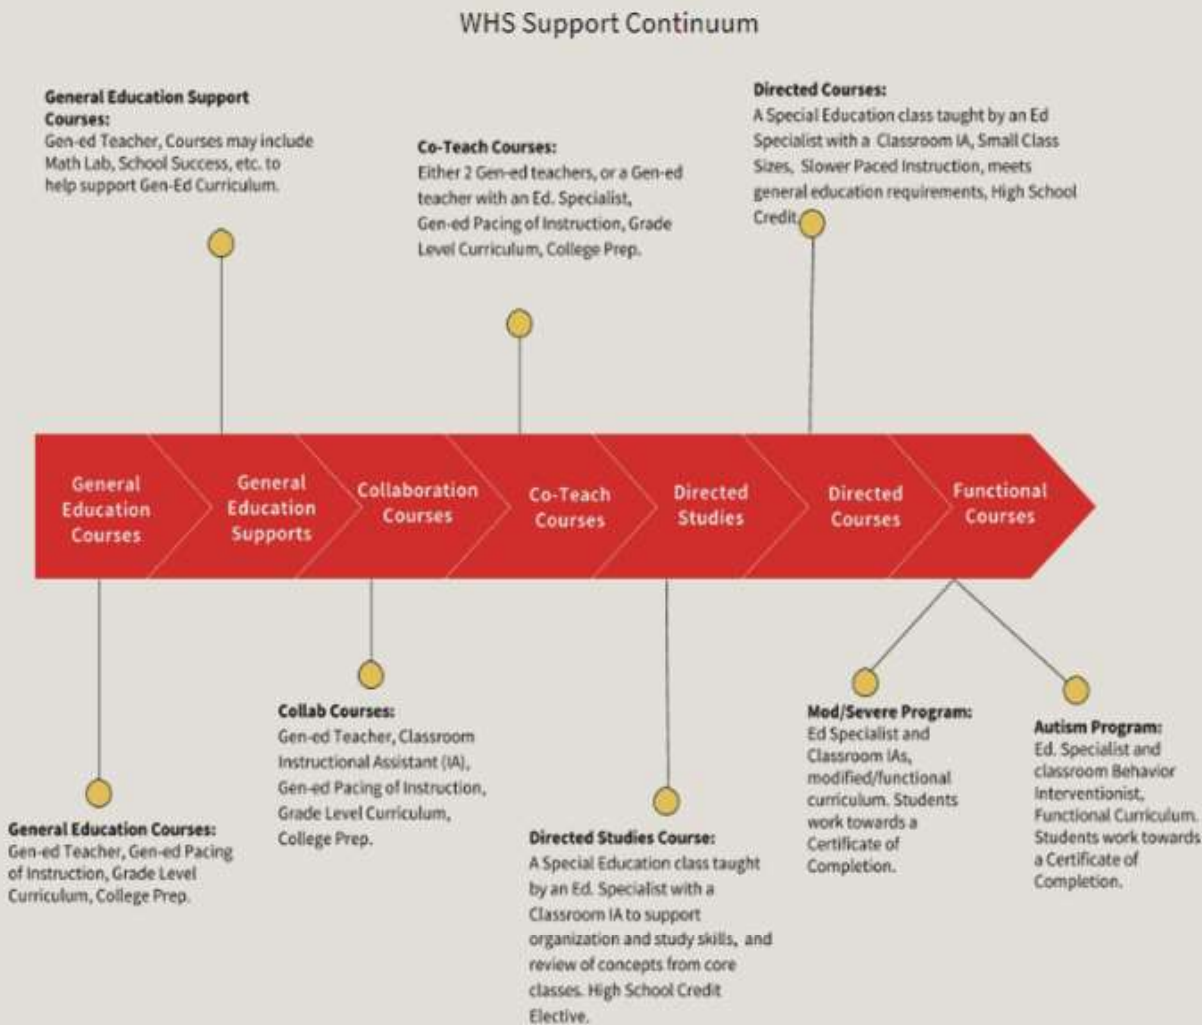 WHS Support Continuum
General Education Support
Courses:
Gen-ed Teacher, Courses may include
Math Lab, School Success, etc. to
help support Gen-Ed Curriculum.
Co-Teach Courses:
Either 2 Gen-ed teachers, or a Gen-ed
teacher with an Ed. Specialist,
Gen-ed Pacing of Instruction, Grade
Level Curriculum, College Prep.
Directed Courses:
A Special Education class taught by an Ed
Specialist with a Classroom IA, Small Class
Sizes, Slower Paced Instruction, meets
general education requirements, High School
Credit.
General
Education
Courses
General
Education
Supports
Collaboration
Courses
Co-Teach
Courses
Directed
Studies
Directed
Courses
Functional
Courses
General Education Courses:
Gen-ed Teacher, Gen-ed Pacing
of Instruction, Grade Level
Curriculum, College Prep.
Collab Courses:
Gen-ed Teacher, Classroom
Instructional Assistant (IA),
Gen-ed Pacing of Instruction,
Grade Level Curriculum,
College Prep.
Directed Studies Course:
A Special Education class taught
by an Ed. Specialist with a
Classroom IA to support
organization and study skills, and
review of concepts from core
classes. High School Credit
Elective.
Mod/Severe Program:
Ed Specialist and
Classroom IAs,
modified/functional
curriculum. Students
work towards a
Certificate of
Completion.
Autism Program:
Ed. Specialist and
classroom Behavior
Interventionist,
Functional Curriculum.
Students work towards
a Certificate of
Completion.